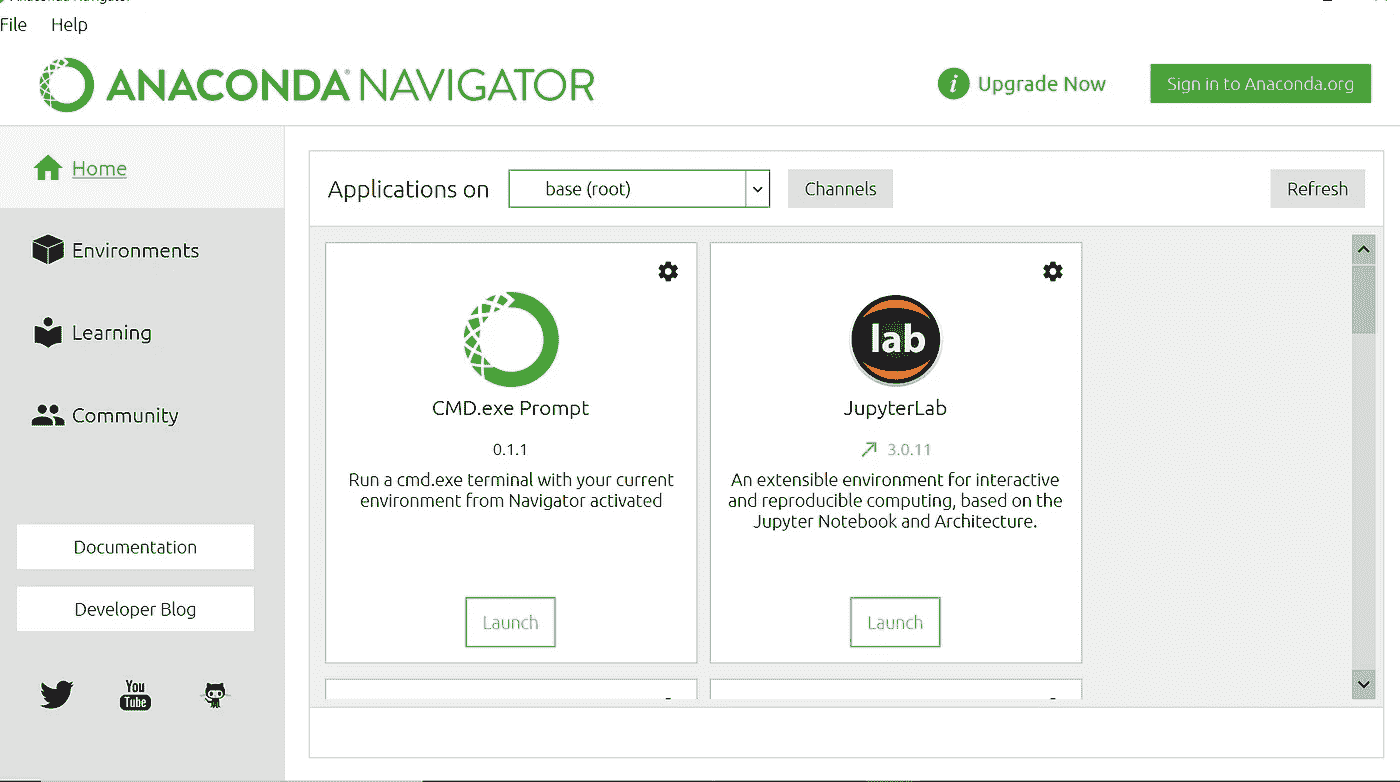 Anaconda Navigator
File Help
ANACONDA NAVIGATOR
i Upgrade Now
Sign in to Anaconda.org
Home
Environments
Learning
Community
Documentation
Developer Blog
You
Tube
Applications on base (root) Channels Refresh
CMD.exe Prompt
0.1.1
Run a cmd.exe terminal with your current
environment from Navigator activated
Launch
lab
JupyterLab
3.0.11
An extensible environment for interactive
and reproducible computing, based on the
Jupyter Notebook and Architecture.
Launch